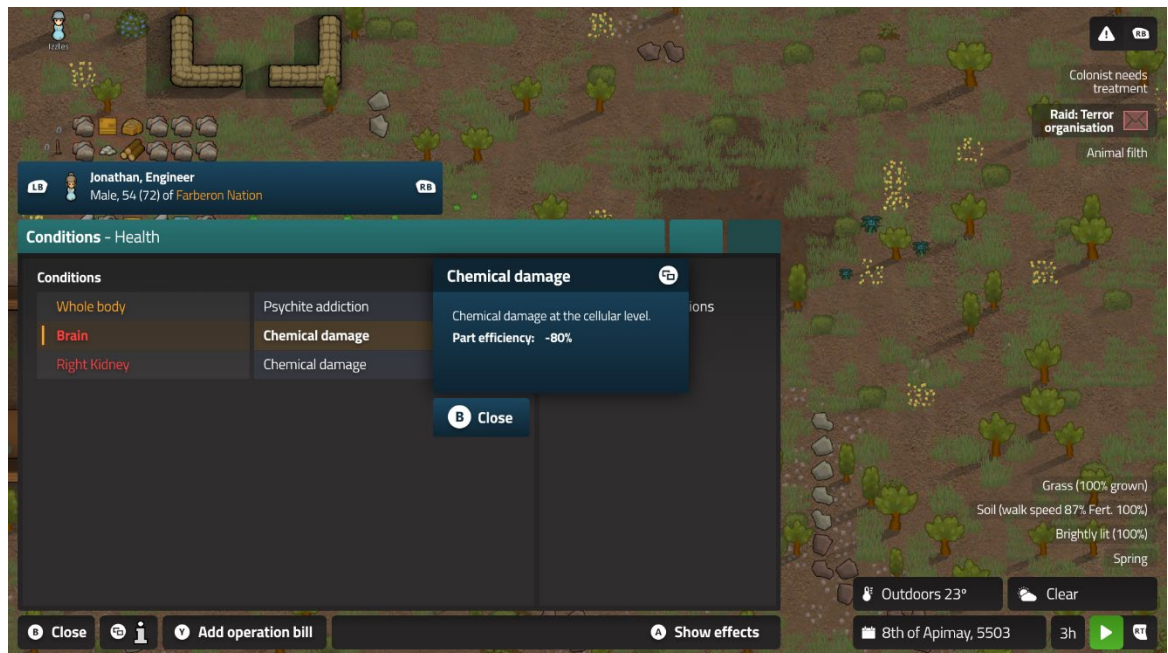 Izzles
RB
Colonist needs
treatment
Raid: Terror
organisation
Animal filth
LB
Jonathan, Engineer
Male, 54 (72) of Farberon Nation
RB
Conditions - Health
Conditions
Whole body
Psychite addiction
Brain
Chemical damage
Right Kidney
Chemical damage
Chemical damage
Chemical damage at the cellular level.
Part efficiency: -80%
B Close
ions
Grass (100% grown)
Soil (walk speed 87% Fert. 100%)
Brightly lit (100%)
Spring
Outdoors 23°
Clear
B Close
i
Y Add operation bill
A Show effects
8th of Apimay, 5503
3h
RT